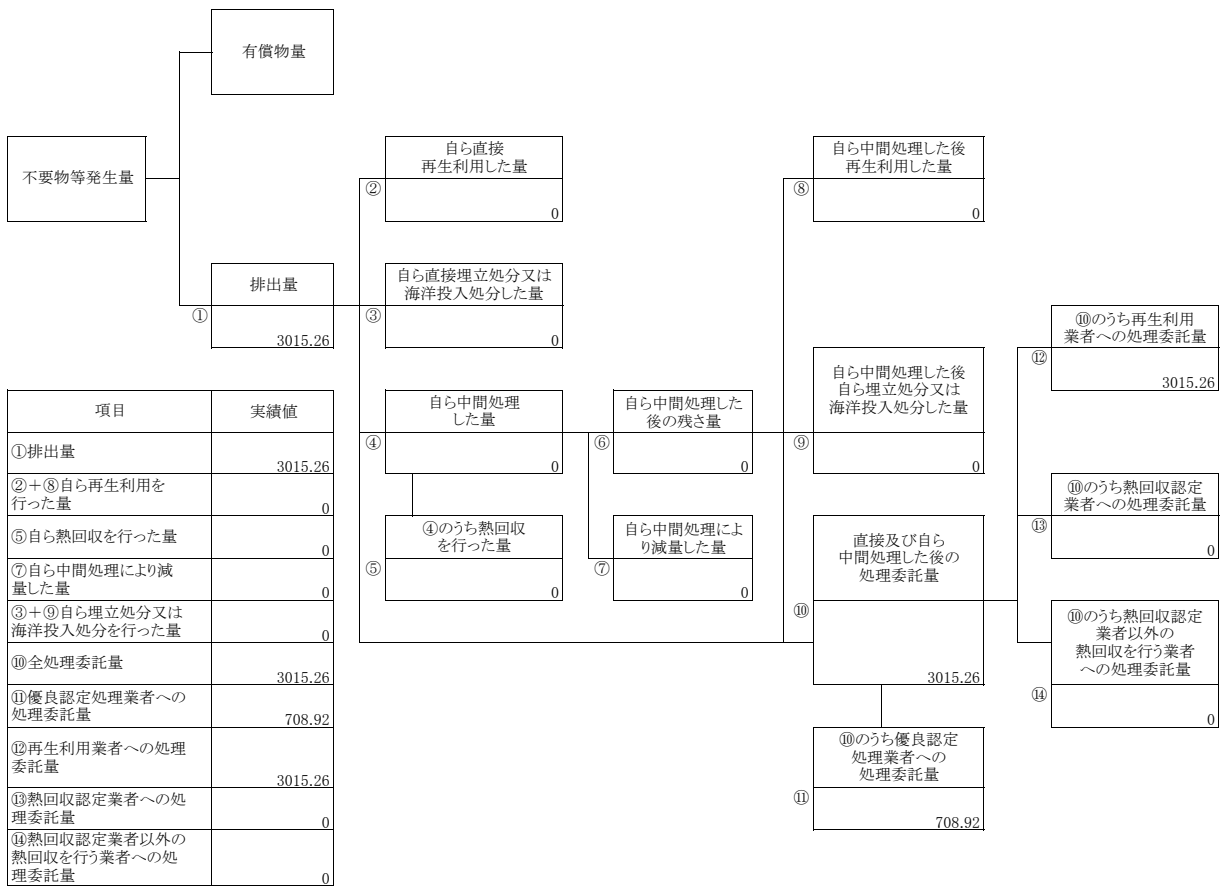 有償物量
不要物等発生量
排出量
①
3015.26
自ら直接
再生利用した量
②
0
自ら直接埋立処分又は
海洋投入処分した量
③
0
自ら中間処理
した量
④
0
④のうち熱回収
を行った量
⑤
0
自ら中間処理した
後の残さ量
⑥
0
自ら中間処理によ
り減量した量
⑦
0
自ら中間処理した後
再生利用した量
⑧
0
自ら中間処理した後
自ら埋立処分又は
海洋投入処分した量
⑨
0
直接及び自ら
中間処理した後の
処理委託量
⑩
3015.26
⑩のうち優良認定
処理業者への
処理委託量
⑪
708.92
⑩のうち再生利用
業者への処理委託量
⑫
3015.26
⑩のうち熱回収認定
業者への処理委託量
⑬
0
⑩のうち熱回収認定
業者以外の
熱回収を行う業者
への処理委託量
⑭
0
項目 実績値
①排出量
3015.26
②+⑧自ら再生利用を
行った量
0
⑤自ら熱回収を行った量
0
⑦自ら中間処理により減
量した量
0
③+⑨自ら埋立処分又は
海洋投入処分を行った量
0
⑩全処理委託量
3015.26
⑪優良認定処理業者への
処理委託量
708.92
⑫再生利用業者への処理
委託量
3015.26
⑬熱回収認定業者への処
理委託量
0
⑭熱回収認定業者以外の
熱回収を行う業者への処
理委託量
0